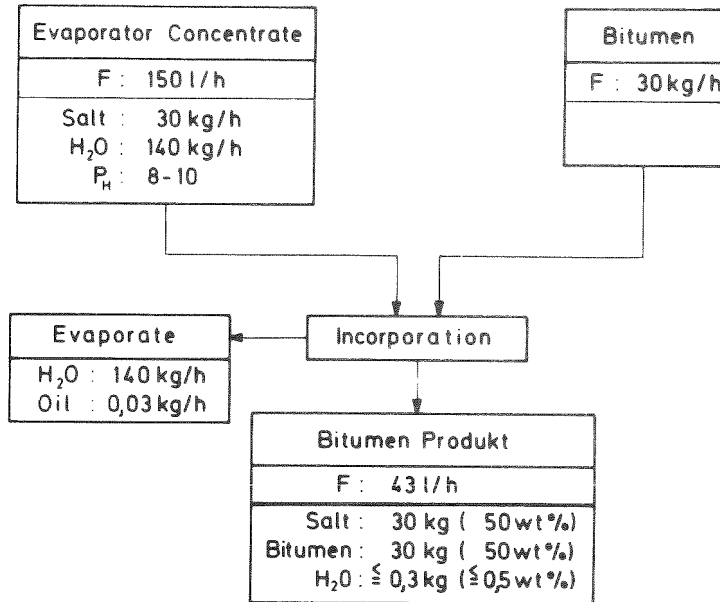 Evaporator Concentrate
F : 150 l/h
Salt : 30 kg/h
H₂O : 140 kg/h
P_H : 8-10
Bitumen
F : 30 kg/h
Incorporation
Evaporate
H₂O : 140 kg/h
Oil : 0,03 kg/h
Bitumen Produkt
F : 43 l/h
Salt : 30 kg ( 50 wt %)
Bitumen : 30 kg ( 50 wt %)
H₂O : ≦ 0,3 kg (≦ 0,5 wt %)